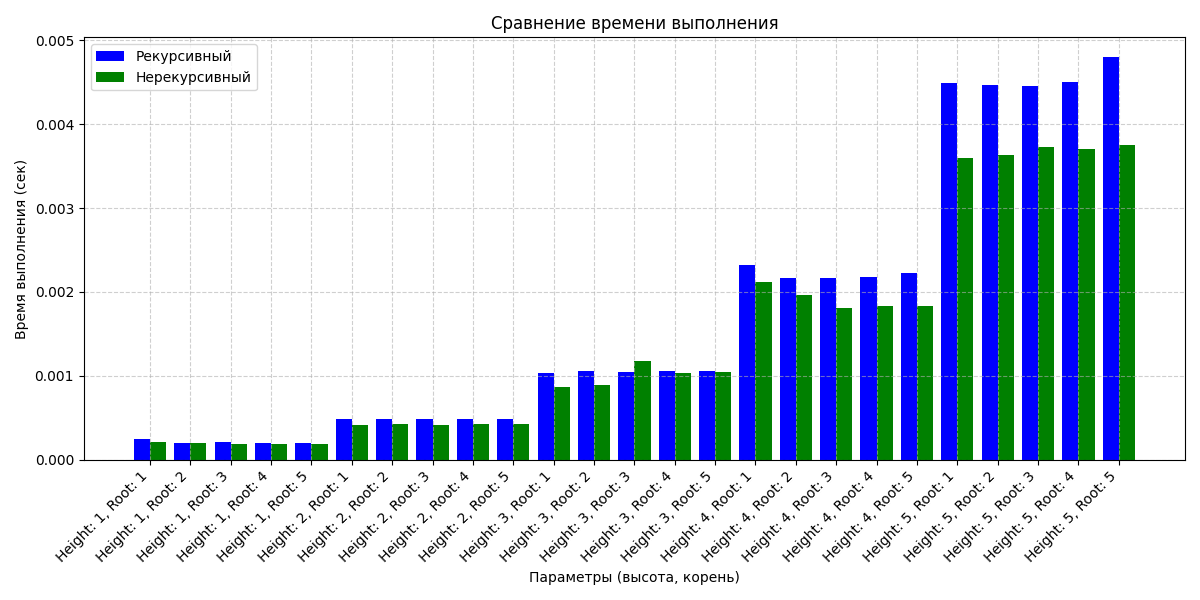 Сравнение времени выполнения
Рекурсивный
Нерекурсивный
Время выполнения (сек)
0.005
0.004
0.003
0.002
0.001
0.000
Height: 1, Root: 1
Height: 1, Root: 2
Height: 1, Root: 3
Height: 1, Root: 4
Height: 1, Root: 5
Height: 2, Root: 1
Height: 2, Root: 2
Height: 2, Root: 3
Height: 2, Root: 4
Height: 2, Root: 5
Height: 3, Root: 1
Height: 3, Root: 2
Height: 3, Root: 3
Height: 3, Root: 4
Height: 3, Root: 5
Height: 4, Root: 1
Height: 4, Root: 2
Height: 4, Root: 3
Height: 4, Root: 4
Height: 4, Root: 5
Height: 5, Root: 1
Height: 5, Root: 2
Height: 5, Root: 3
Height: 5, Root: 4
Height: 5, Root: 5
Параметры (высота, корень)